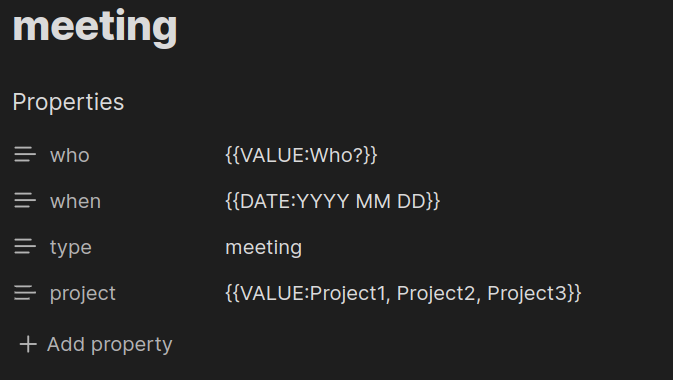 meeting
Properties
who {{VALUE:Who?}}
when {{DATE:YYYY MM DD}}
type meeting
project {{VALUE:Project1, Project2, Project3}}
+ Add property